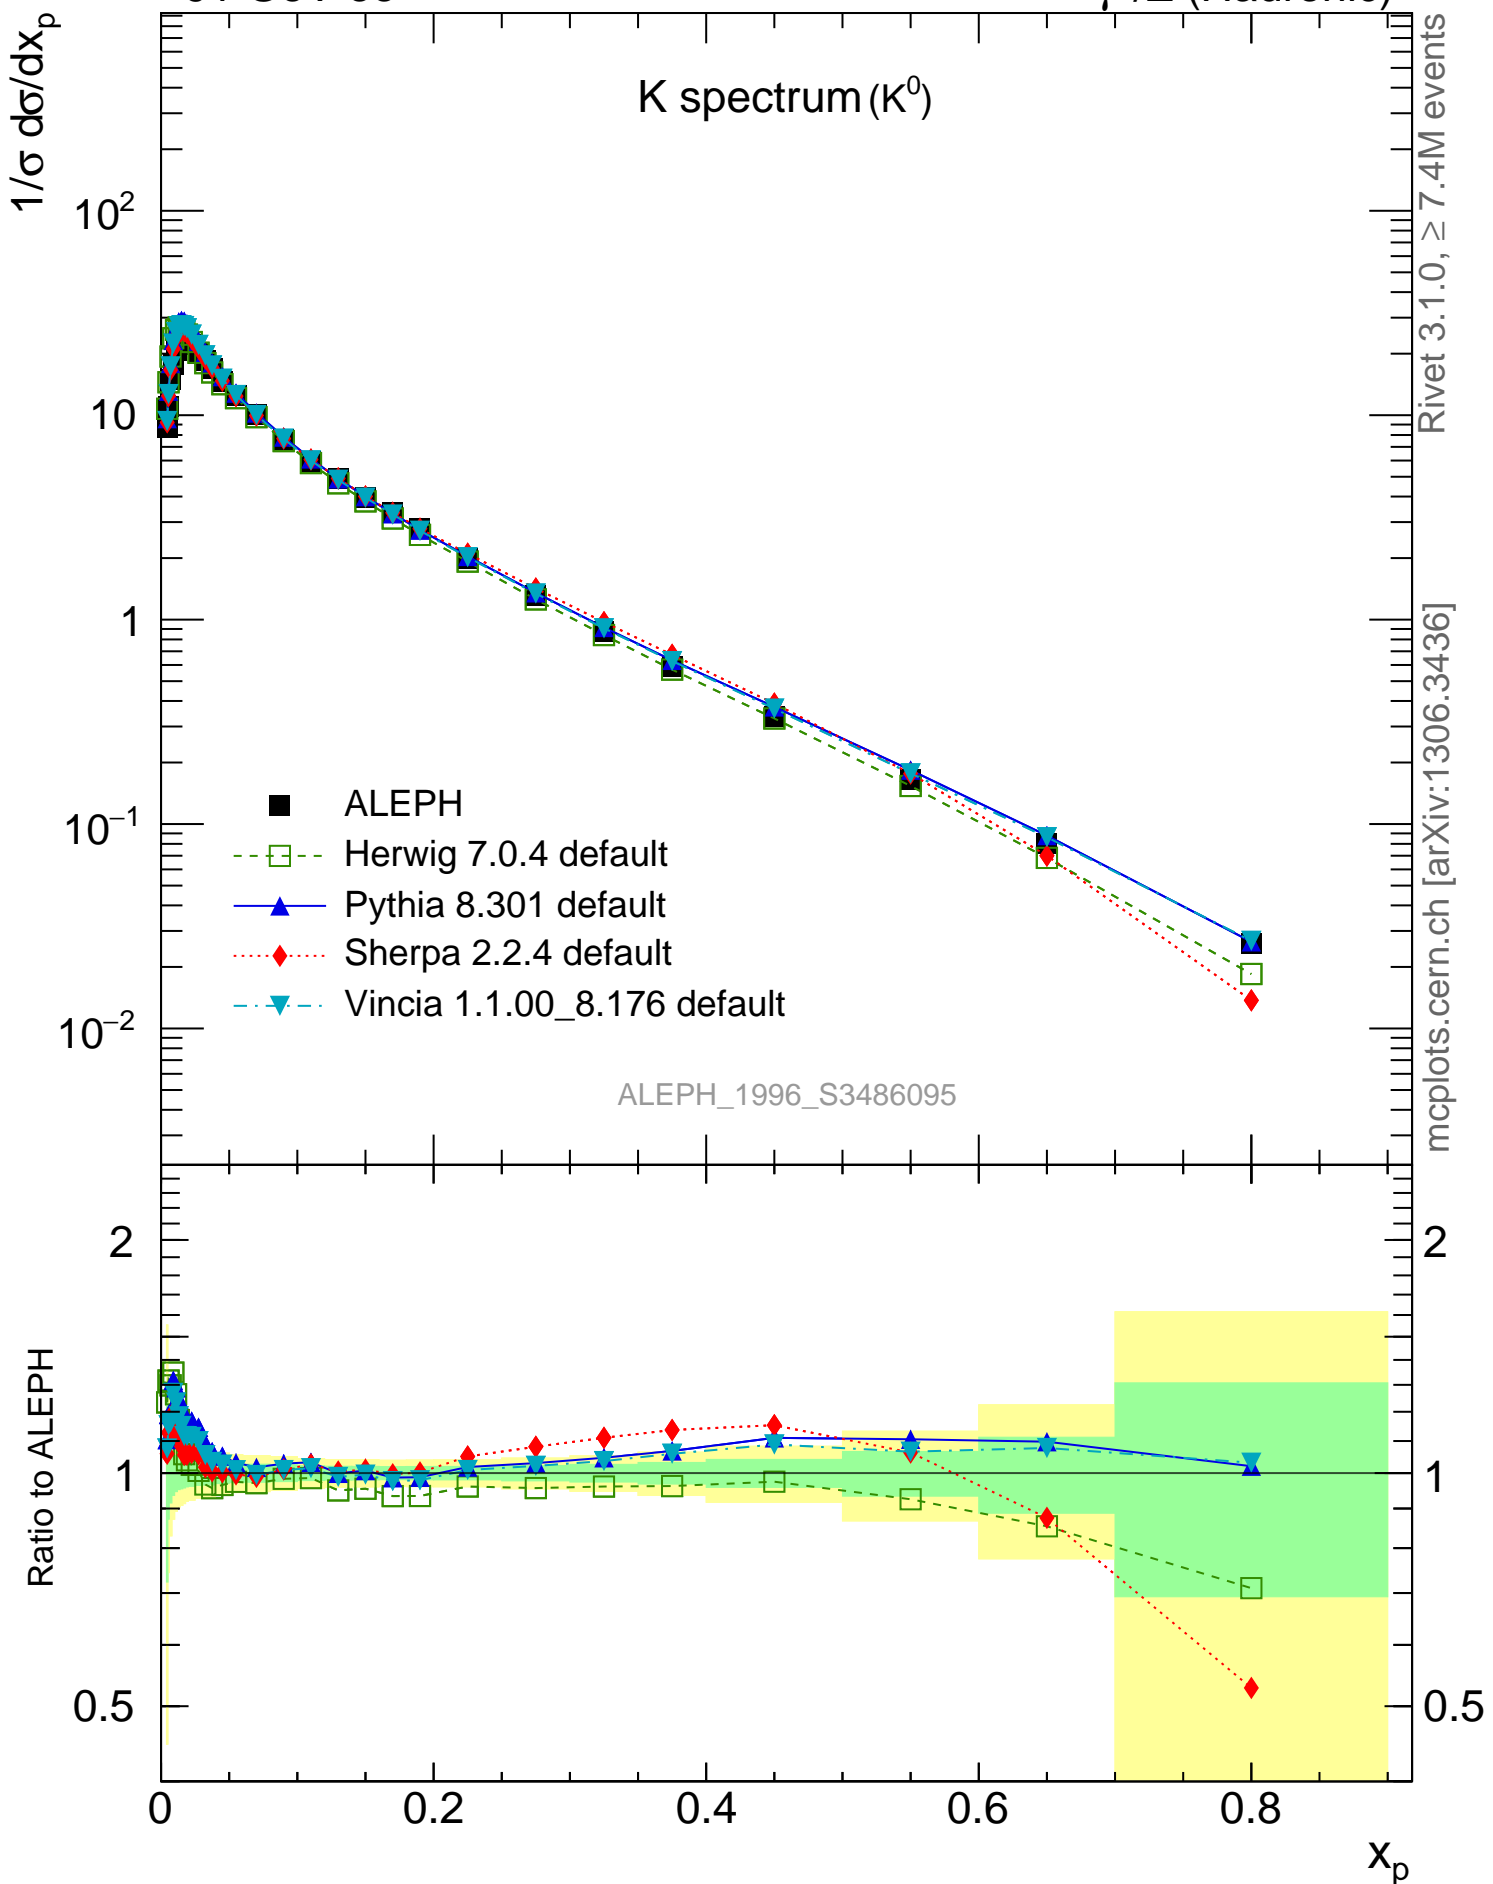 1/σ dσ/dx_p
K spectrum (K⁰)
10²
10
1
10⁻¹
10⁻²
ALEPH
Herwig 7.0.4 default
Pythia 8.301 default
Sherpa 2.2.4 default
Vincia 1.1.00_8.176 default
ALEPH_1996_S3486095
Rivet 3.1.0, ≥ 7.4M events
mcplots.cern.ch [arXiv:1306.3436]
Ratio to ALEPH
2
1
0.5
2
1
0.5
0
0.2
0.4
0.6
0.8
x_p